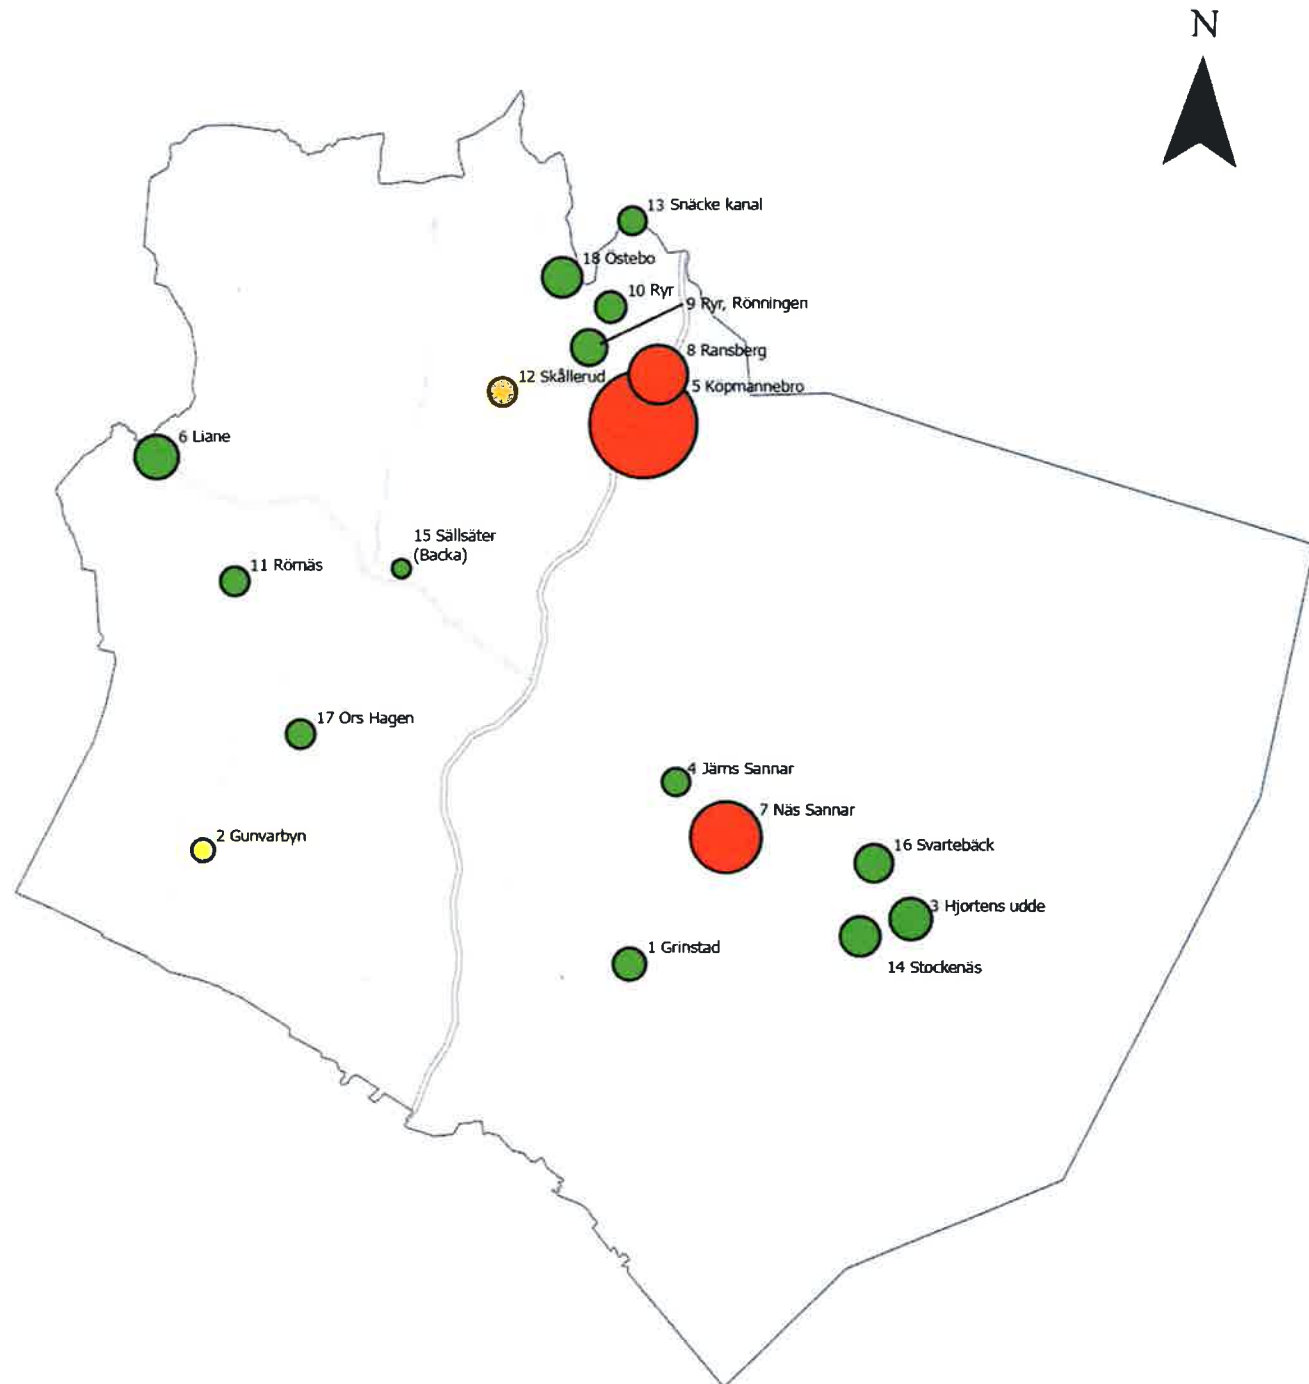 N
13 Snäcke kanal
18 Östebo
10 Ryr
9 Ryr, Rönningen
8 Ransberg
12 Skållerud
5 Köpmannebro
6 Liane
15 Sällsäter
(Backa)
11 Römäs
17 Ors Hagen
4 Järns Sannar
7 Näs Sannar
2 Gunvarbyn
16 Svartebäck
3 Hjortens udde
1 Grinstad
14 Stockenäs